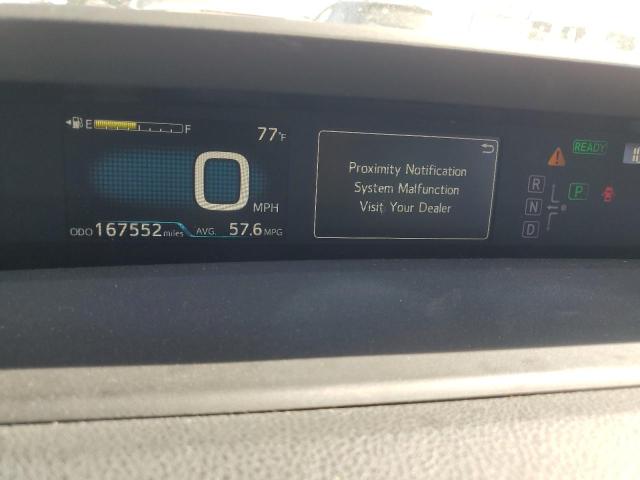 E F
77°F
0
MPH
ODO 167552 miles AVG. 57.6 MPG
Proximity Notification
System Malfunction
Visit Your Dealer
READY
R
P
N
D